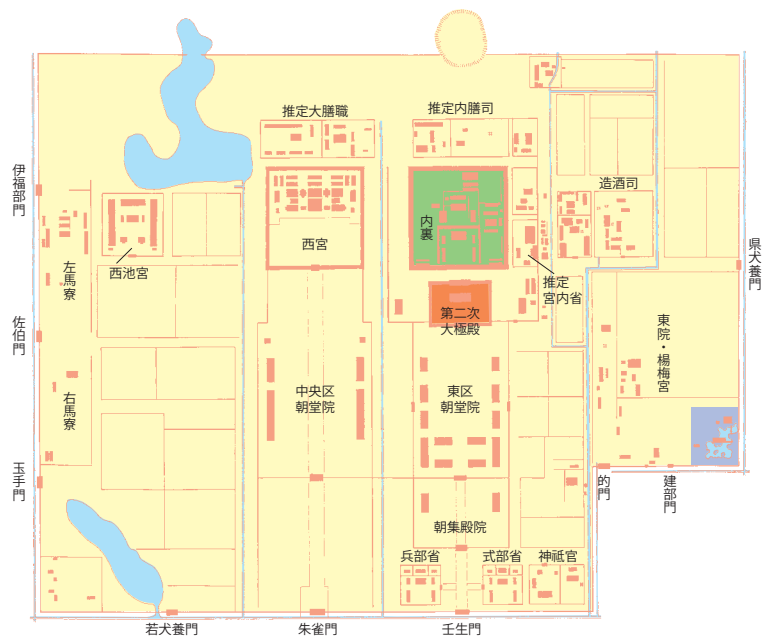 推定大膳職
推定内膳司
造酒司
伊福部門
内裏
西宮
西池宮
左馬寮
推定
宮内省
県犬養門
第二次
大極殿
佐伯門
東院・楊梅宮
右馬寮
中央区
朝堂院
東区
朝堂院
玉手門
的門
建部門
朝集殿院
兵部省
式部省
神祗官
若犬養門
朱雀門
壬生門